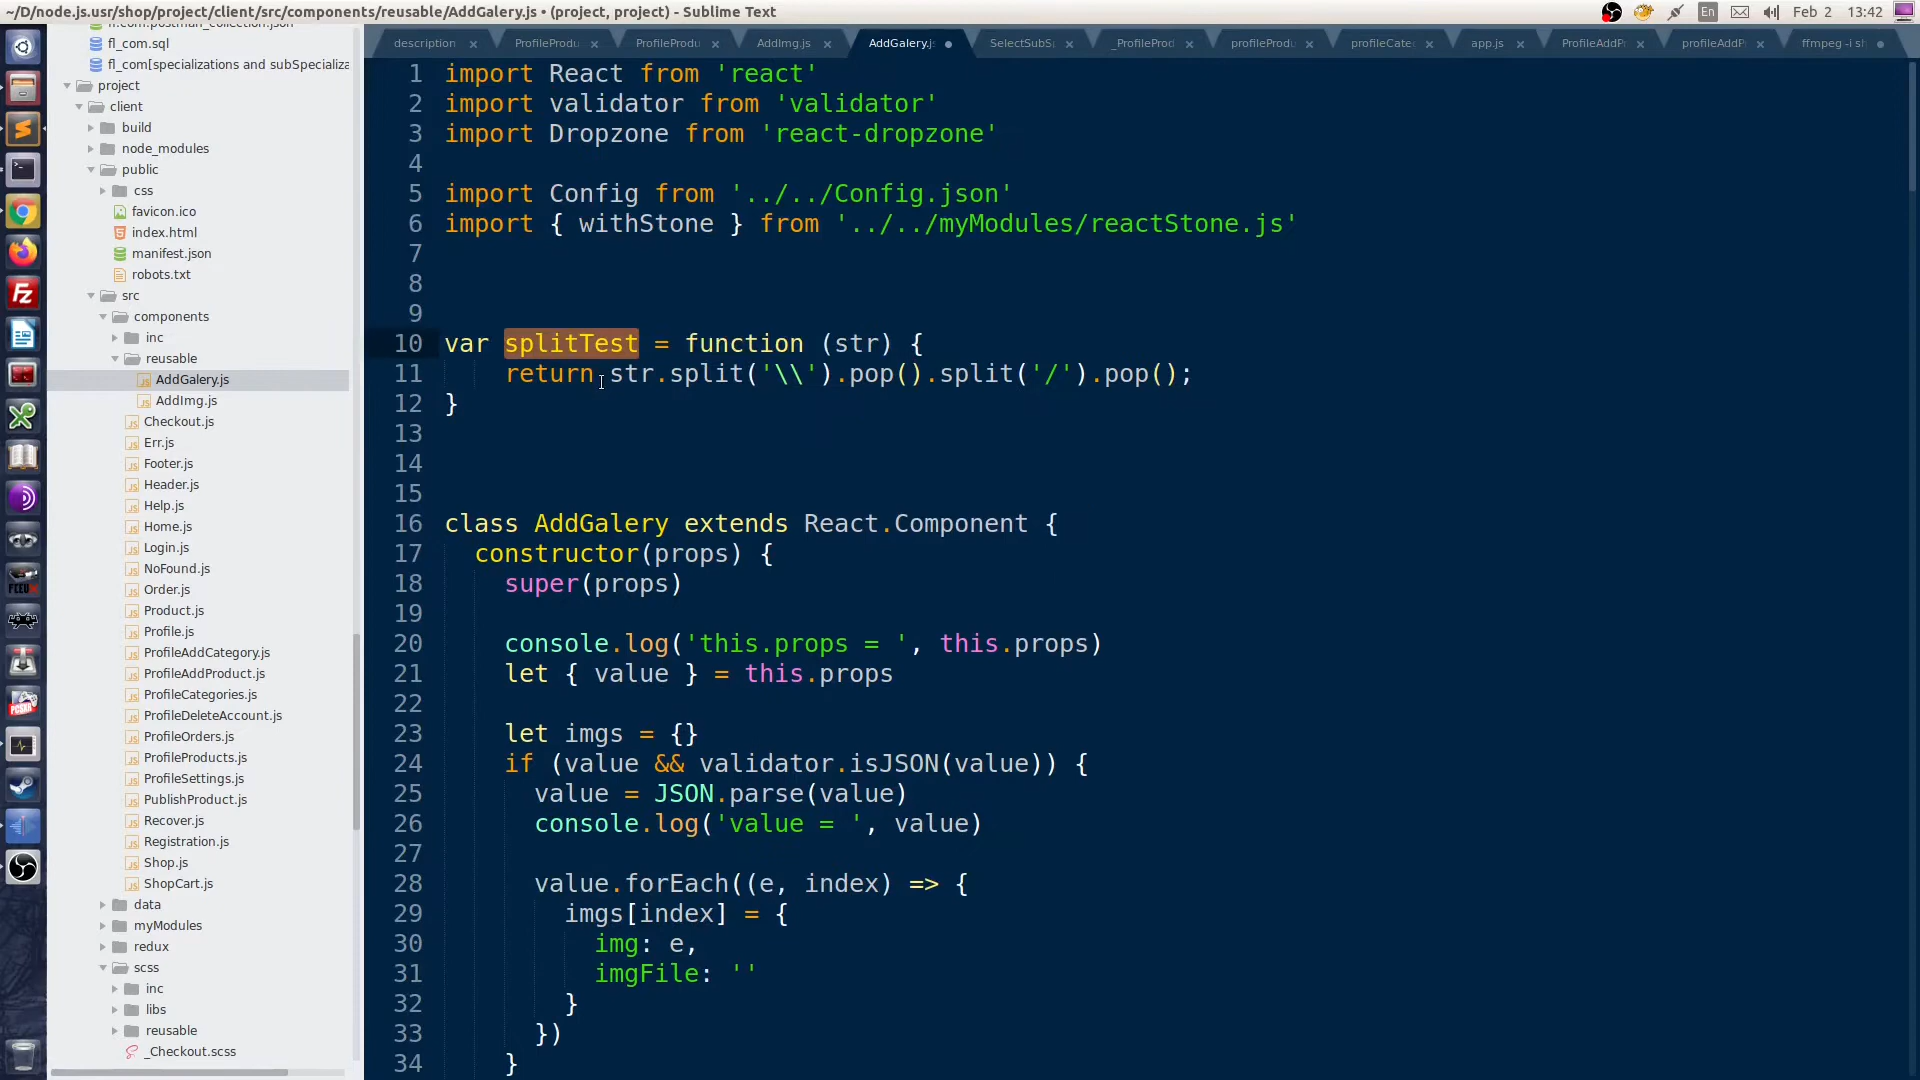 ~/D/node.js.usr/shop/project/client/src/components/reusable/AddGalery.js • (project, project) - Sublime Text
En
Feb 2
13:42
description
ProfileProdu
ProfileProdu
AddImg.js
AddGalery.js
SelectSubS
_ProfileProd
profileProdu
profileCate
app.js
ProfileAddP
profileAddP
ffmpeg -i sh
fl_com.sql
fl_com[specializations and subSpecializa
project
client
build
node_modules
public
css
favicon.ico
index.html
manifest.json
robots.txt
src
components
inc
reusable
AddGalery.js
AddImg.js
Checkout.js
Err.js
Footer.js
Header.js
Help.js
Home.js
Login.js
NoFound.js
Order.js
Product.js
Profile.js
ProfileAddCategory.js
ProfileAddProduct.js
ProfileCategories.js
ProfileDeleteAccount.js
ProfileOrders.js
ProfileProducts.js
ProfileSettings.js
PublishProduct.js
Recover.js
Registration.js
Shop.js
ShopCart.js
data
myModules
redux
scss
inc
libs
reusable
_Checkout.scss
1 import React from 'react'
2 import validator from 'validator'
3 import Dropzone from 'react-dropzone'
4
5 import Config from '../../Config.json'
6 import { withStone } from '../../myModules/reactStone.js'
7
8
9
10 var splitTest = function (str) {
11 return str.split('\\').pop().split('/').pop();
12 }
13
14
15
16 class AddGalery extends React.Component {
17 constructor(props) {
18 super(props)
19
20 console.log('this.props = ', this.props)
21 let { value } = this.props
22
23 let imgs = {}
24 if (value && validator.isJSON(value)) {
25 value = JSON.parse(value)
26 console.log('value = ', value)
27
28 value.forEach((e, index) => {
29 imgs[index] = {
30 img: e,
31 imgFile: ''
32 }
33 })
34 }